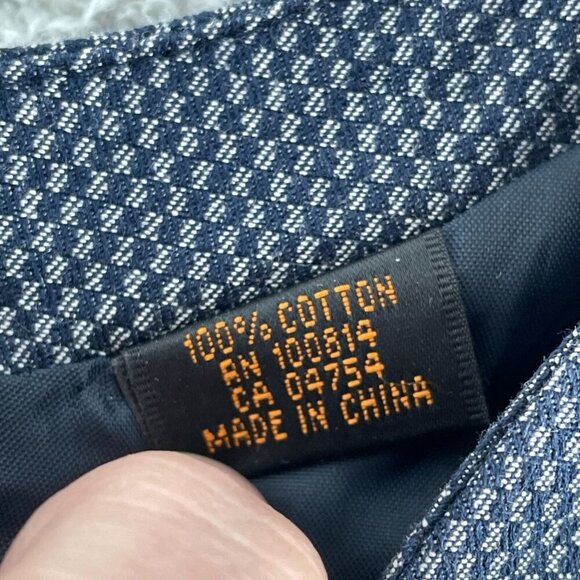 100% COTTON
RN 100814
CA 04754
MADE IN CHINA